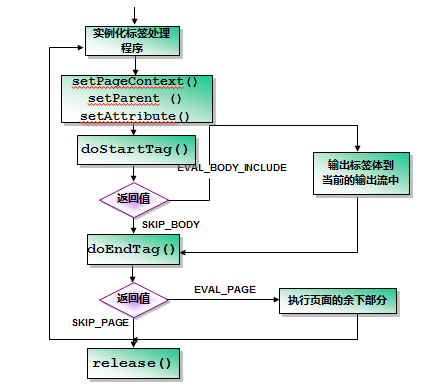 实例化标签处理
程序
setPageContext()
setParent ()
setAttribute()
doStartTag()
EVAL_BODY_INCLUDE
输出标签体到
当前的输出流中
返回值
SKIP_BODY
doEndTag()
返回值
EVAL_PAGE
执行页面的余下部分
SKIP_PAGE
release()